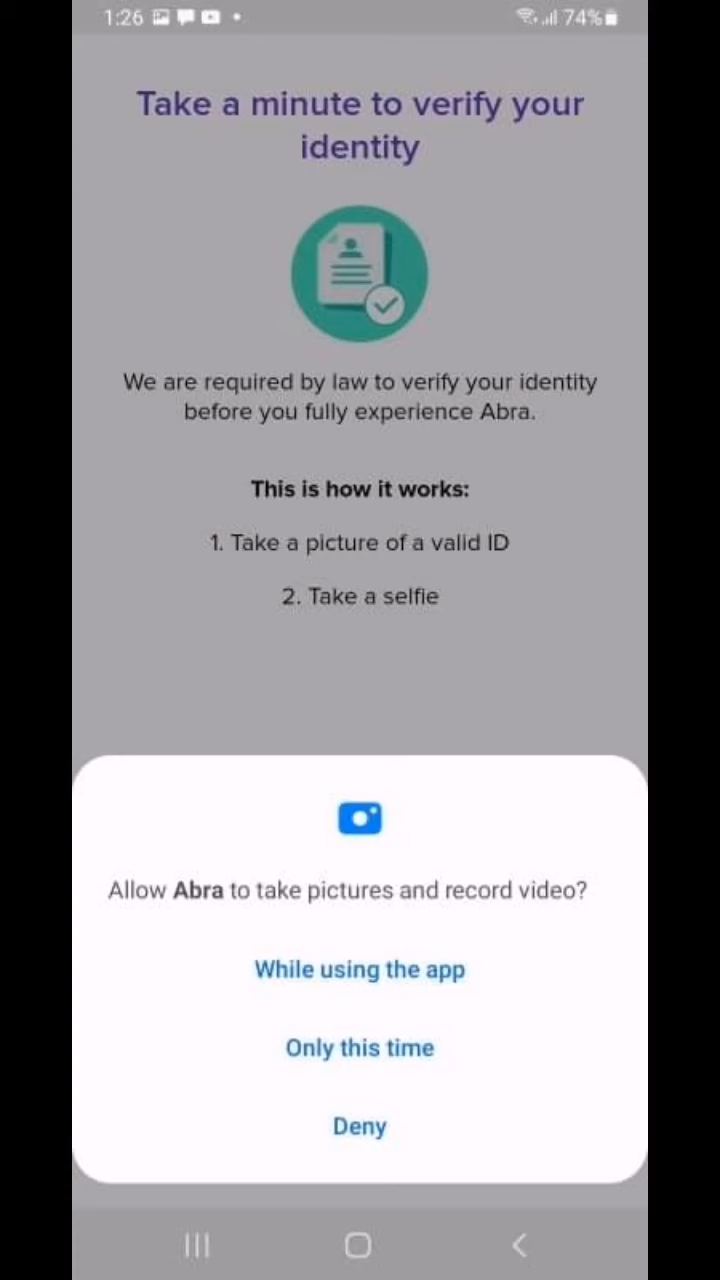 1:26
74%
Take a minute to verify your
identity
We are required by law to verify your identity
before you fully experience Abra.
This is how it works:
1. Take a picture of a valid ID
2. Take a selfie
Allow Abra to take pictures and record video?
While using the app
Only this time
Deny